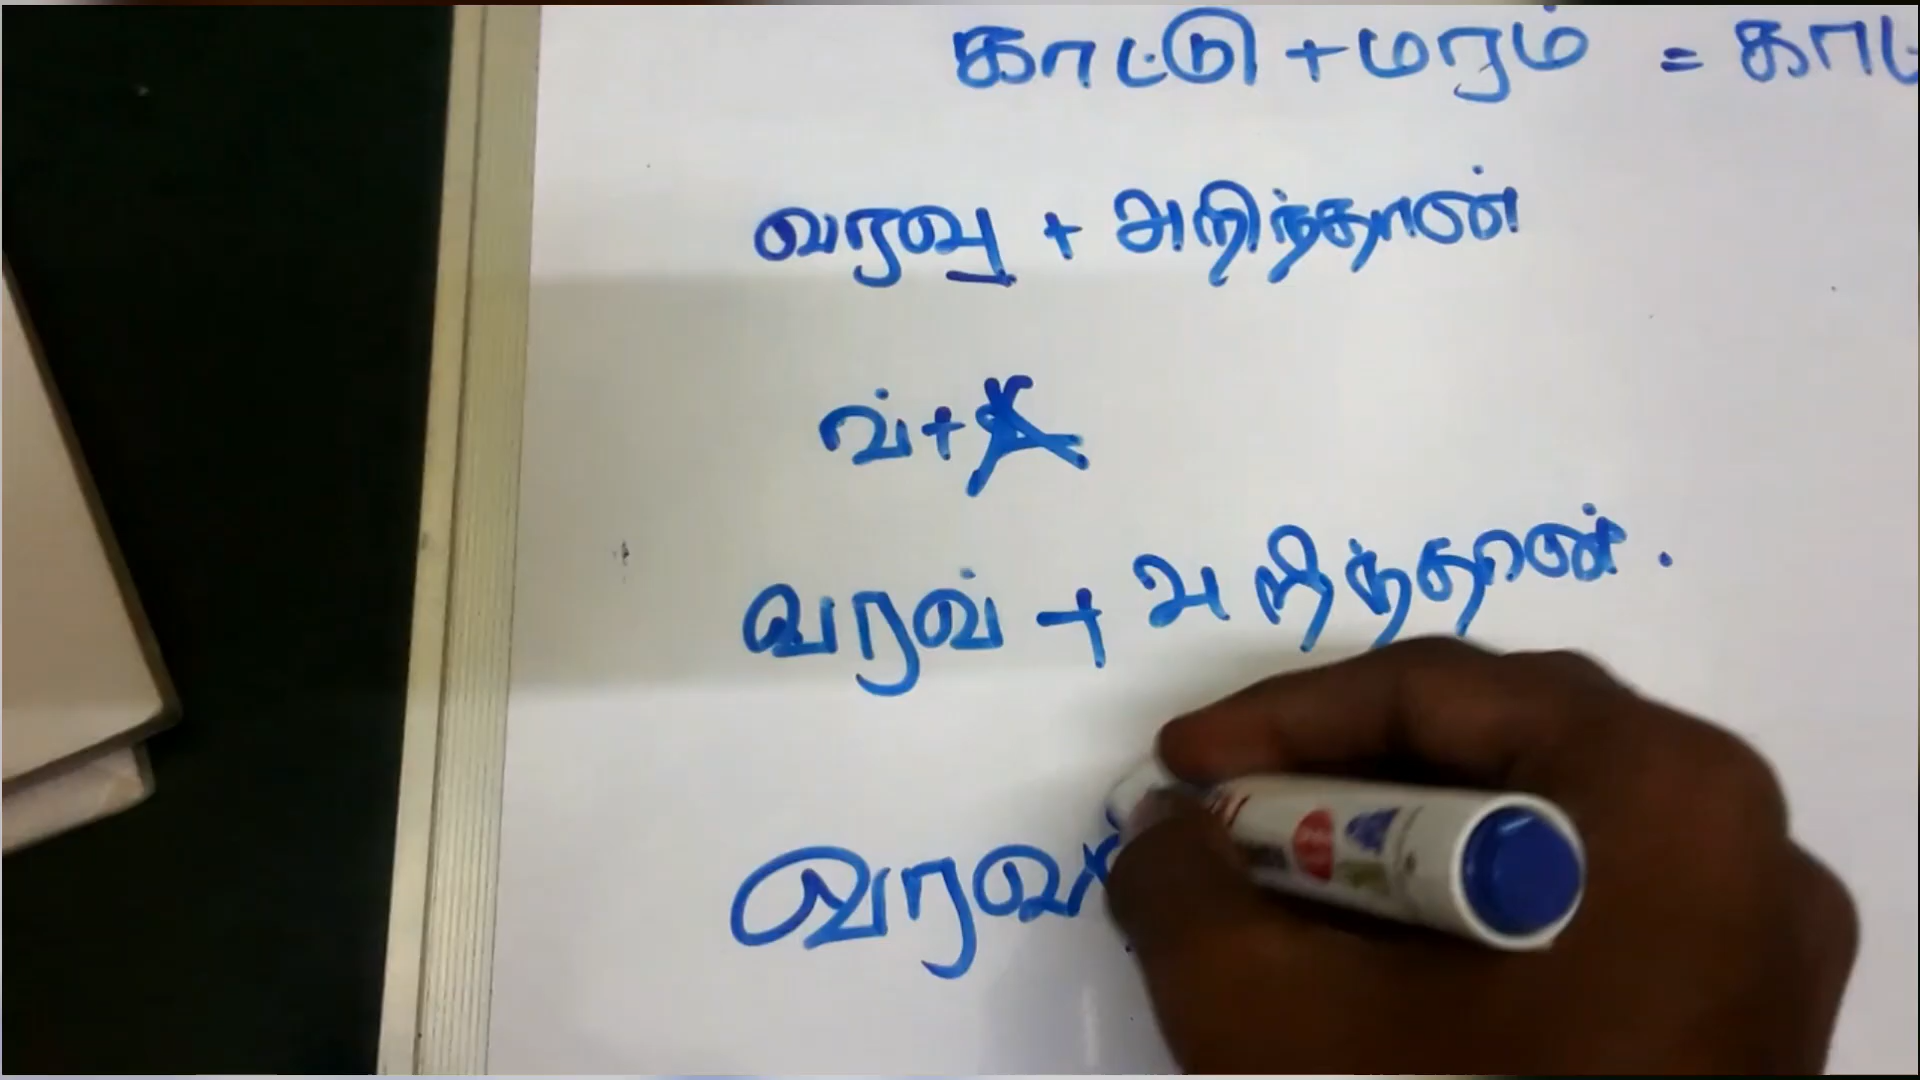 காட்டு + மரம் = காட்
வரவு + அறிந்தான்
வ் +
வரவ் + அறிந்தான்.
வரவ